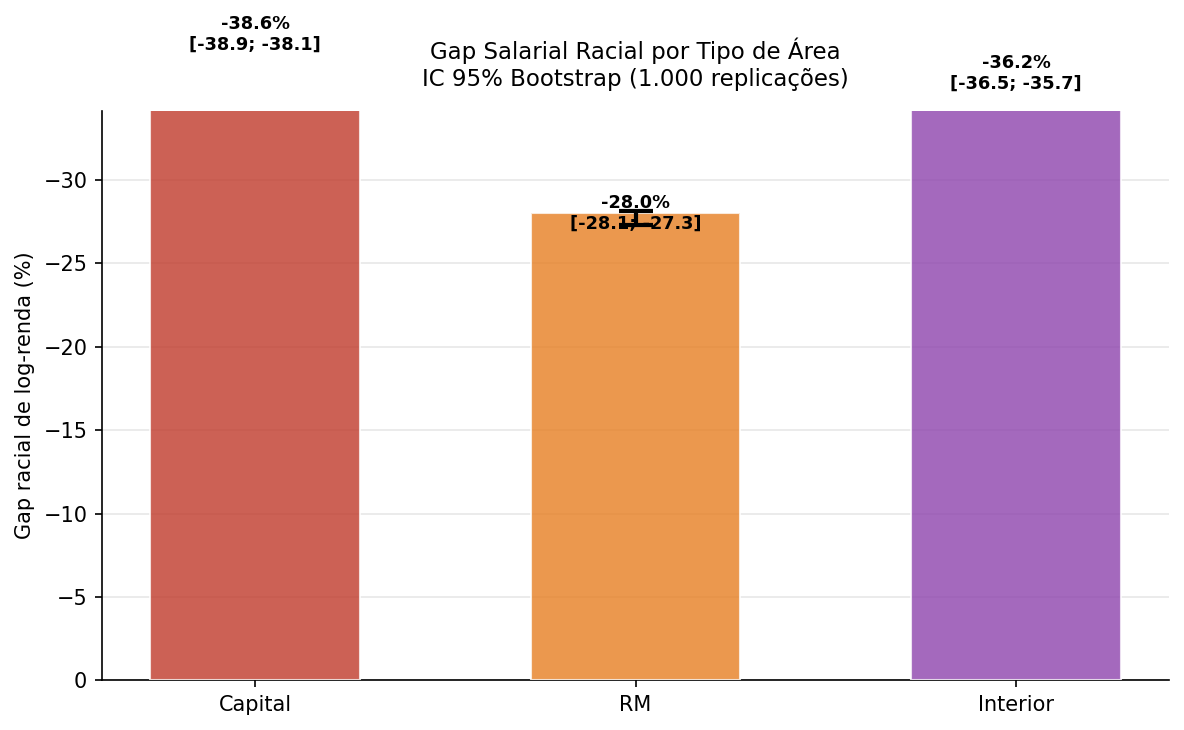 -38.6%
[-38.9; -38.1]
Gap Salarial Racial por Tipo de Área
IC 95% Bootstrap (1.000 replicações)
-36.2%
[-36.5; -35.7]
-28.0%
[-28.1; -27.3]
−30
−25
−20
−15
−10
−5
0
Gap racial de log-renda (%)
Capital
RM
Interior